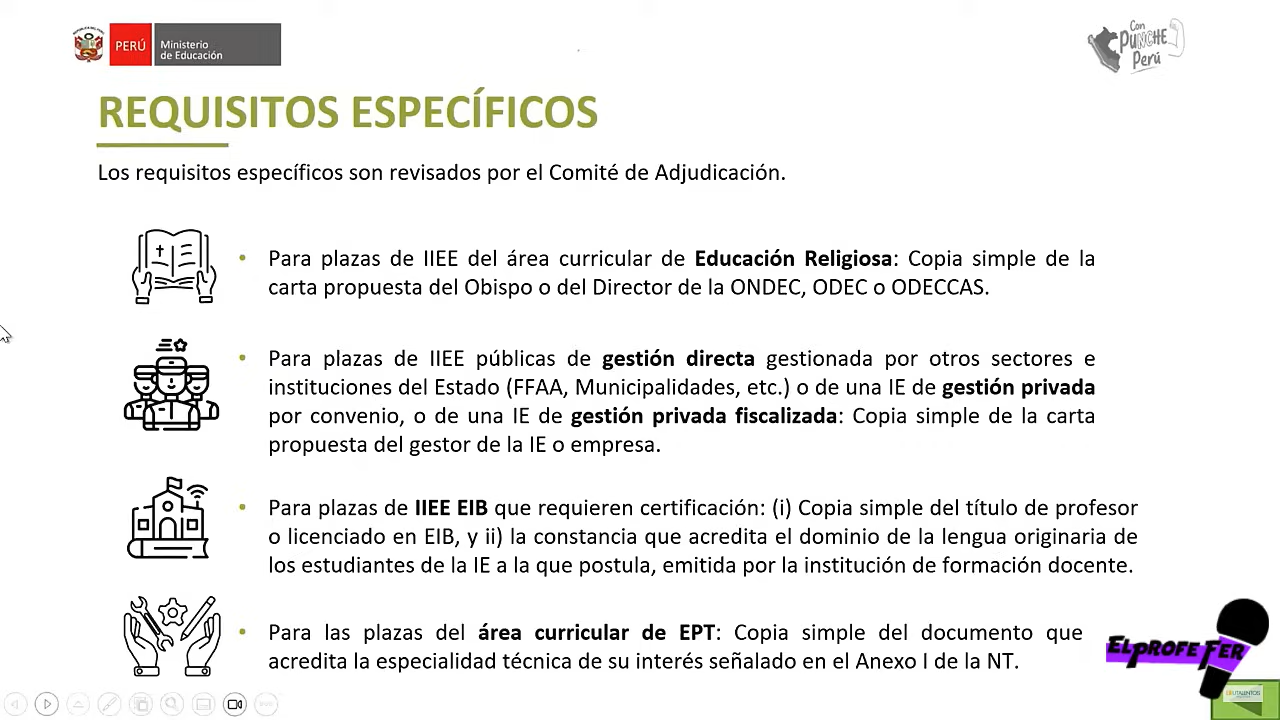 PERÚ
Ministerio
de Educación
Con
PUNCHE
Perú
REQUISITOS ESPECÍFICOS
Los requisitos específicos son revisados por el Comité de Adjudicación.
• Para plazas de IIEE del área curricular de Educación Religiosa: Copia simple de la
carta propuesta del Obispo o del Director de la ONDEC, ODEC o ODECCAS.
• Para plazas de IIEE públicas de gestión directa gestionada por otros sectores e
instituciones del Estado (FFAA, Municipalidades, etc.) o de una IE de gestión privada
por convenio, o de una IE de gestión privada fiscalizada: Copia simple de la carta
propuesta del gestor de la IE o empresa.
• Para plazas de IIEE EIB que requieren certificación: (i) Copia simple del título de profesor
o licenciado en EIB, y ii) la constancia que acredita el dominio de la lengua originaria de
los estudiantes de la IE a la que postula, emitida por la institución de formación docente.
• Para las plazas del área curricular de EPT: Copia simple del documento que
acredita la especialidad técnica de su interés señalado en el Anexo I de la NT.
ELPROFE FER